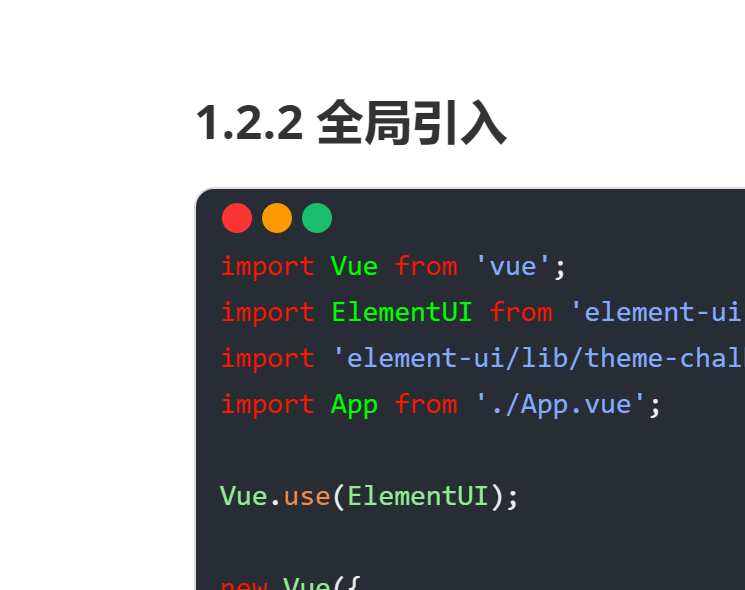 1.2.2 全局引入
import Vue from 'vue';
import ElementUI from 'element-ui
import 'element-ui/lib/theme-chal
import App from './App.vue';
Vue.use(ElementUI);
new Vue({